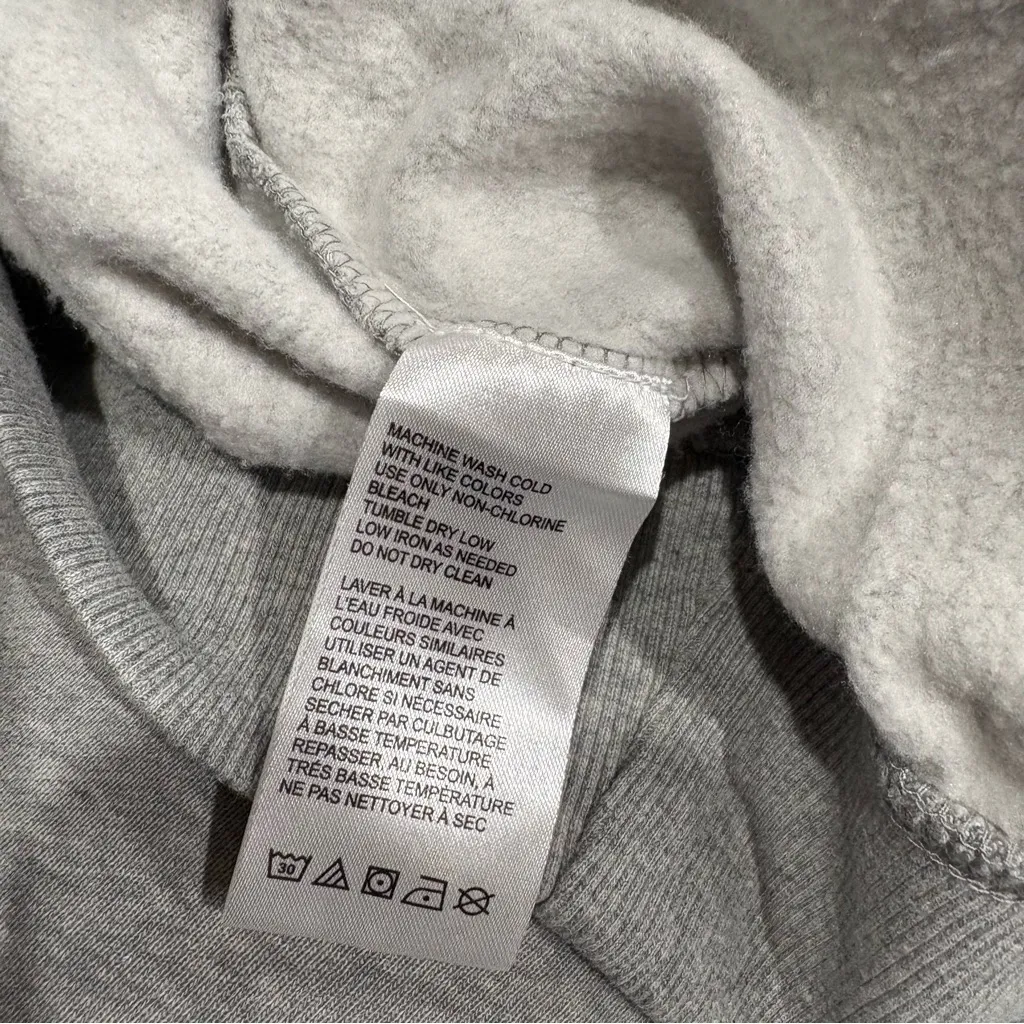 MACHINE WASH COLD
WITH LIKE COLORS
USE ONLY NON-CHLORINE
BLEACH
TUMBLE DRY LOW
LOW IRON AS NEEDED
DO NOT DRY CLEAN
LAVER À LA MACHINE À
L'EAU FROIDE AVEC
COULEURS SIMILAIRES
UTILISER UN AGENT DE
BLANCHIMENT SANS
CHLORE SI NÉCESSAIRE
SÉCHER PAR CULBUTAGE
À BASSE TEMPÉRATURE
REPASSER, AU BESOIN, À
TRÉS BASSE TEMPÉRATURE
NE PAS NETTOYER À SEC
30